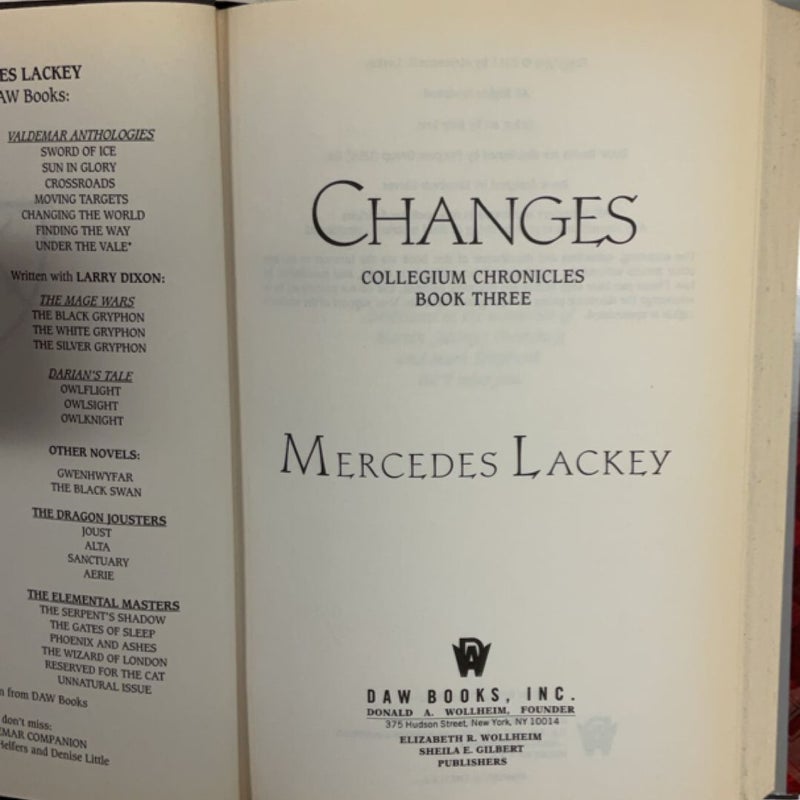 ES LACKEY
AW Books:
VALDEMAR ANTHOLOGIES
SWORD OF ICE
SUN IN GLORY
CROSSROADS
MOVING TARGETS
CHANGING THE WORLD
FINDING THE WAY
UNDER THE VALE*
Written with LARRY DIXON:
THE MAGE WARS
THE BLACK GRYPHON
THE WHITE GRYPHON
THE SILVER GRYPHON
DARIAN'S TALE
OWLFLIGHT
OWLSIGHT
OWLKNIGHT
OTHER NOVELS:
GWENHWYFAR
THE BLACK SWAN
THE DRAGON JOUSTERS
JOUST
ALTA
SANCTUARY
AERIE
THE ELEMENTAL MASTERS
THE SERPENT'S SHADOW
THE GATES OF SLEEP
PHOENIX AND ASHES
THE WIZARD OF LONDON
RESERVED FOR THE CAT
UNNATURAL ISSUE
n from DAW Books
don't miss:
EMAR COMPANION
Helfers and Denise Little
CHANGES
COLLEGIUM CHRONICLES
BOOK THREE
MERCEDES LACKEY
DAW
DAW BOOKS, INC.
DONALD A. WOLLHEIM, FOUNDER
375 Hudson Street, New York, NY 10014
ELIZABETH R. WOLLHEIM
SHEILA E. GILBERT
PUBLISHERS